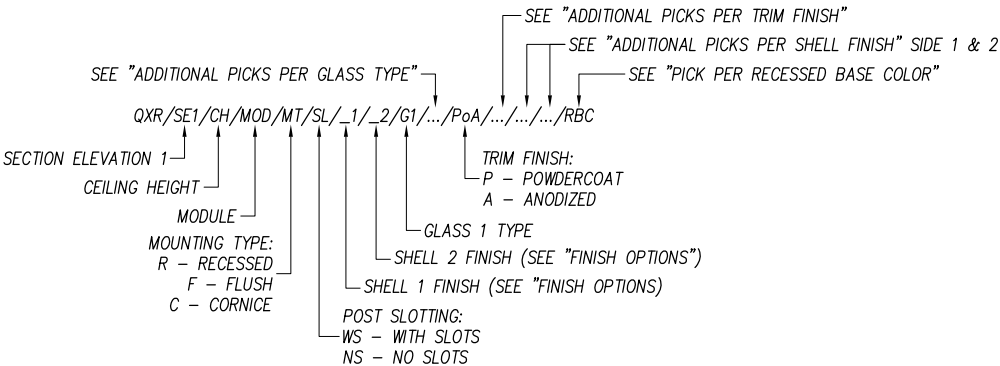 SEE "ADDITIONAL PICKS PER TRIM FINISH"
SEE "ADDITIONAL PICKS PER SHELL FINISH" SIDE 1 & 2
SEE "ADDITIONAL PICKS PER GLASS TYPE"
SEE "PICK PER RECESSED BASE COLOR"
QXR/SE1/CH/MOD/MT/SL/_1/_2/G1/.../PoA/.../.../.../RBC
SECTION ELEVATION 1
CEILING HEIGHT
MODULE
MOUNTING TYPE:
R – RECESSED
F – FLUSH
C – CORNICE
POST SLOTTING:
WS – WITH SLOTS
NS – NO SLOTS
SHELL 1 FINISH (SEE "FINISH OPTIONS)
SHELL 2 FINISH (SEE "FINISH OPTIONS")
GLASS 1 TYPE
TRIM FINISH:
P – POWDERCOAT
A – ANODIZED